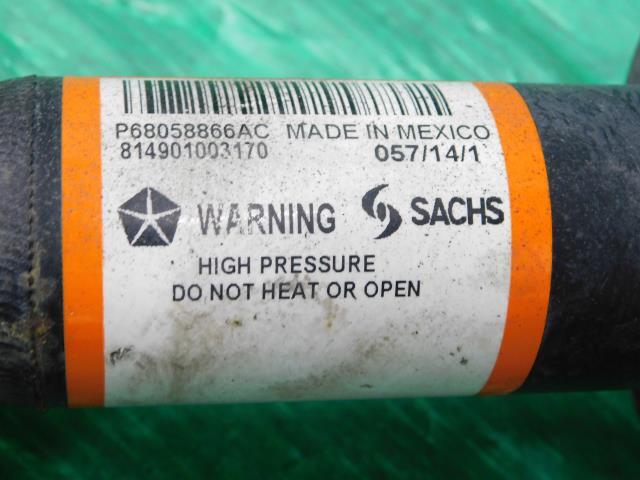 P68058866AC MADE IN MEXICO
814901003170 057/14/1
WARNING SACHS
HIGH PRESSURE
DO NOT HEAT OR OPEN